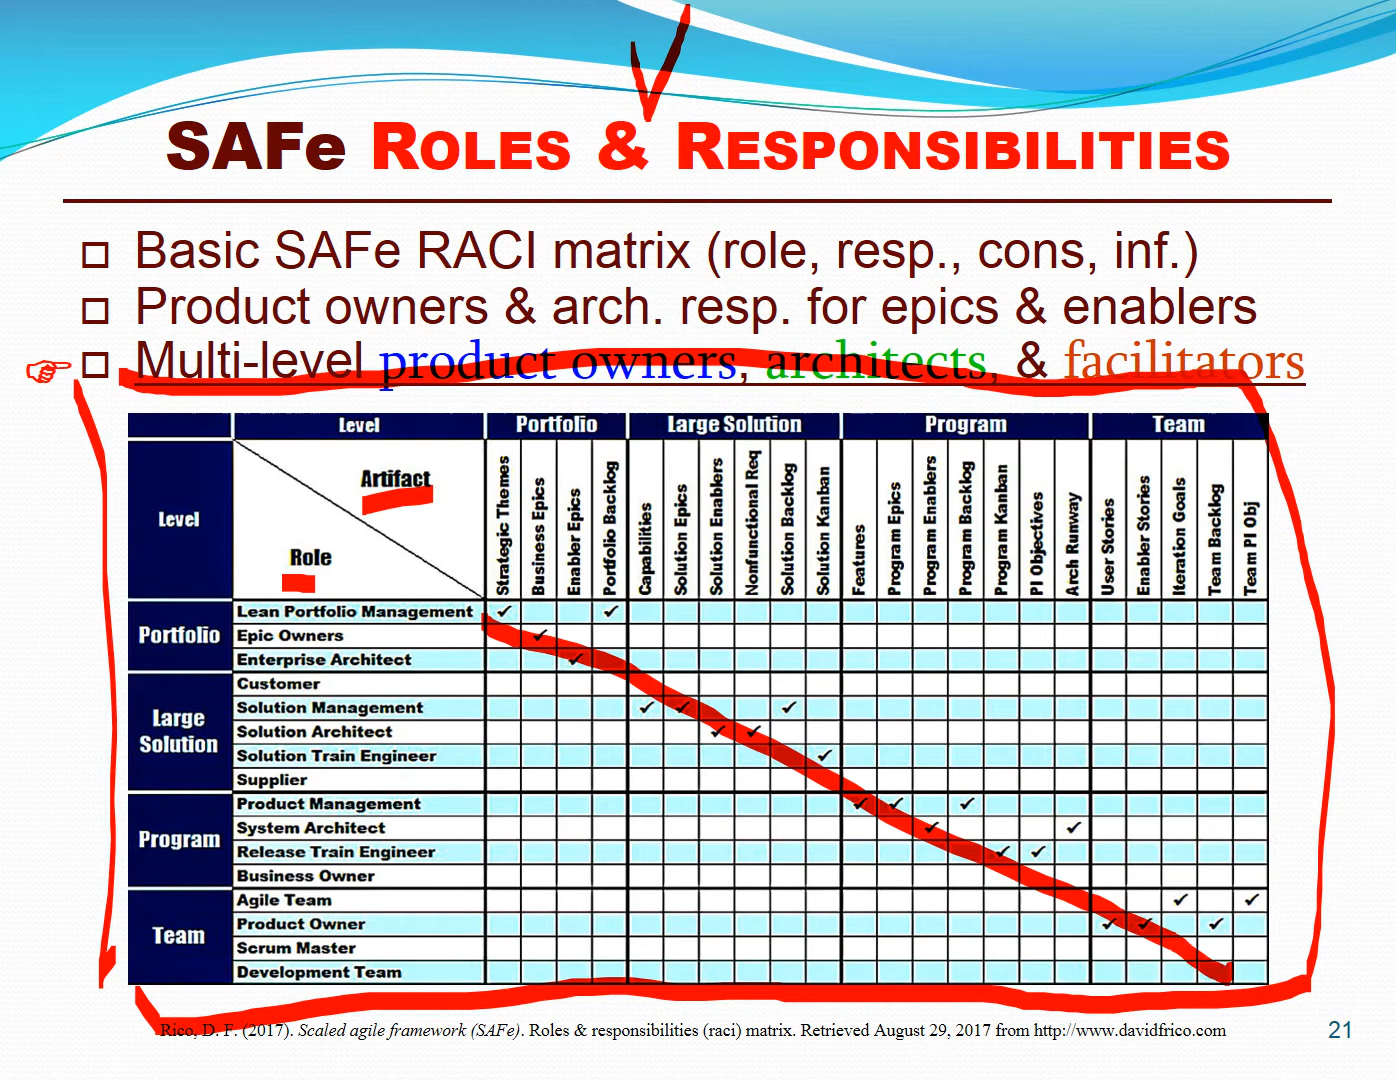 SAFe ROLES & RESPONSIBILITIES
Basic SAFe RACI matrix (role, resp., cons, inf.)
Product owners & arch. resp. for epics & enablers
Multi-level product owners, architects, & facilitators
Level Portfolio Large Solution Program Team
Level
Artifact
Role
Strategic Themes
Business Epics
Enabler Epics
Portfolio Backlog
Capabilities
Solution Epics
Solution Enablers
Nonfunctional Req
Solution Backlog
Solution Kanban
Features
Program Epics
Program Enablers
Program Backlog
Program Kanban
PI Objectives
Arch Runway
User Stories
Enabler Stories
Iteration Goals
Team Backlog
Team PI Obj
Portfolio
Lean Portfolio Management ✓ ✓
Epic Owners ✓
Enterprise Architect ✓
Large
Solution
Customer
Solution Management ✓ ✓ ✓
Solution Architect ✓ ✓
Solution Train Engineer ✓
Supplier
Program
Product Management ✓ ✓ ✓
System Architect ✓ ✓
Release Train Engineer ✓ ✓
Business Owner
Team
Agile Team ✓ ✓
Product Owner ✓ ✓ ✓
Scrum Master
Development Team
Rico, D. F. (2017). Scaled agile framework (SAFe). Roles & responsibilities (raci) matrix. Retrieved August 29, 2017 from http://www.davidfrico.com
21